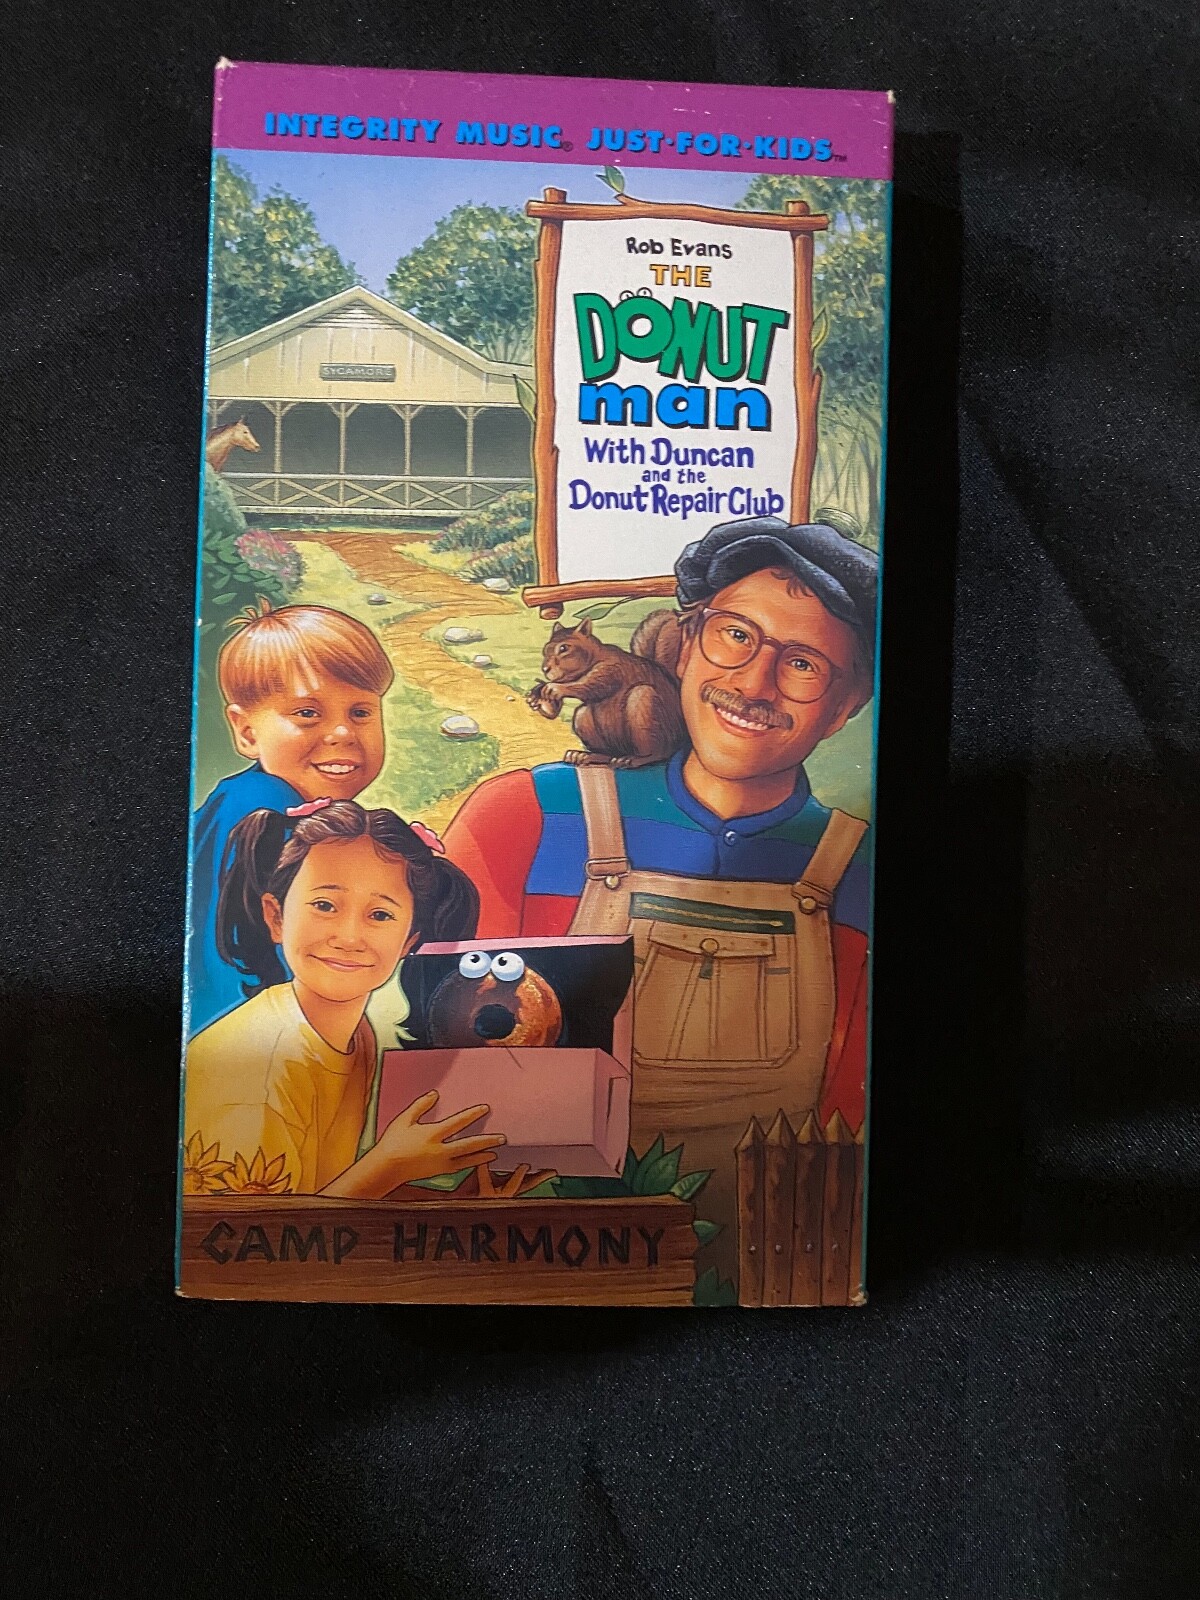 INTEGRITY MUSIC® JUST·FOR·KIDS™
Rob Evans
THE
DONUT
man
With Duncan
and the
Donut Repair Club
SYCAMORE
CAMP HARMONY